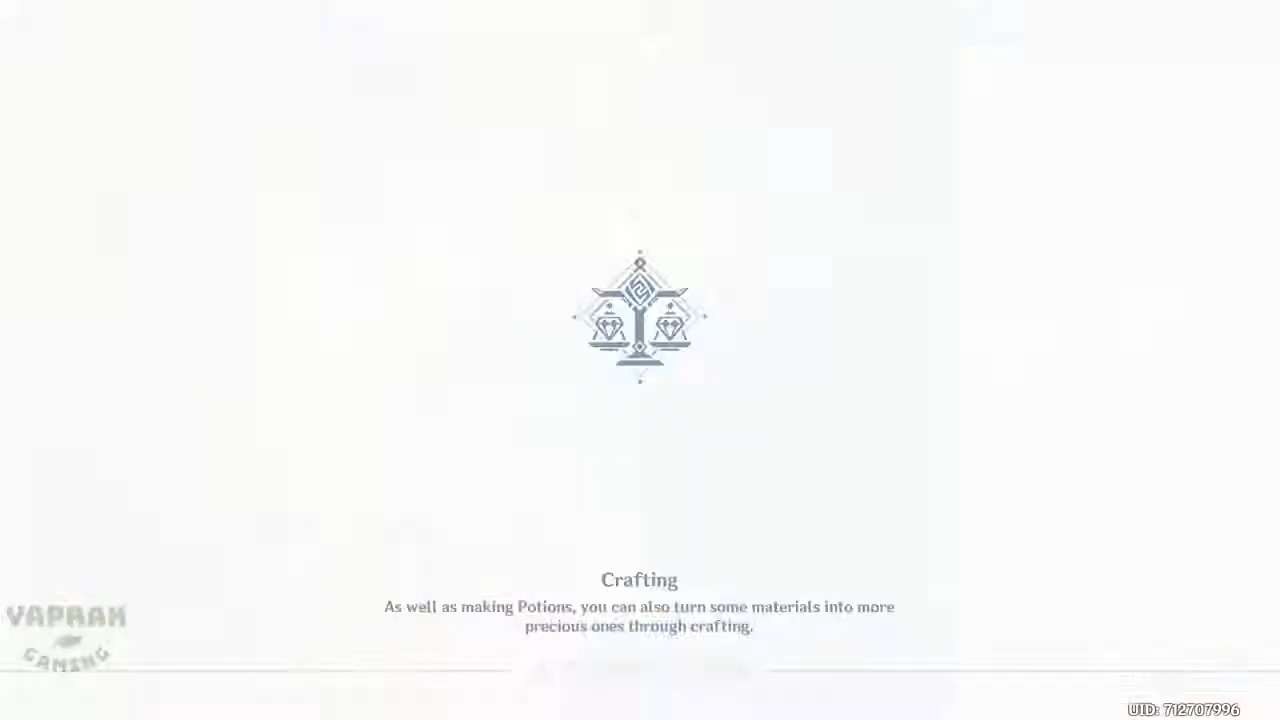 Crafting
As well as making Potions, you can also turn some materials into more
precious ones through crafting.
YAPRAK
GAMING
UID: 712707996